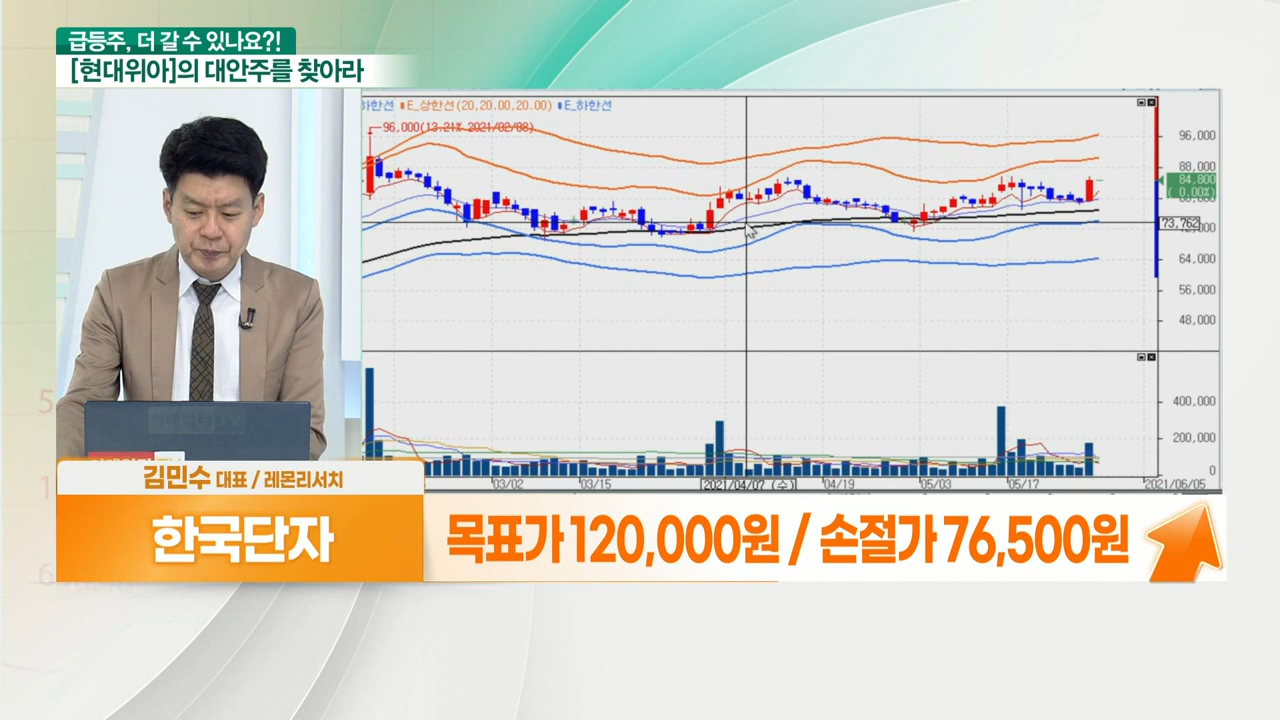 급등주, 더 갈 수 있나요?!
[현대위아]의 대안주를 찾아라
하한선 E_상한선(20,20.00,20.00) E_하한선
96,000(13.21% 2021/02/08)
96,000
88,000
84,800
( 0.00%)
73,762
64,000
56,000
48,000
400,000
200,000
0
03/02 03/15 2021/04/07 (수) 04/19 05/03 05/17 2021/06/05
김민수 대표 / 레몬리서치
한국단자
목표가 120,000원 / 손절가 76,500원